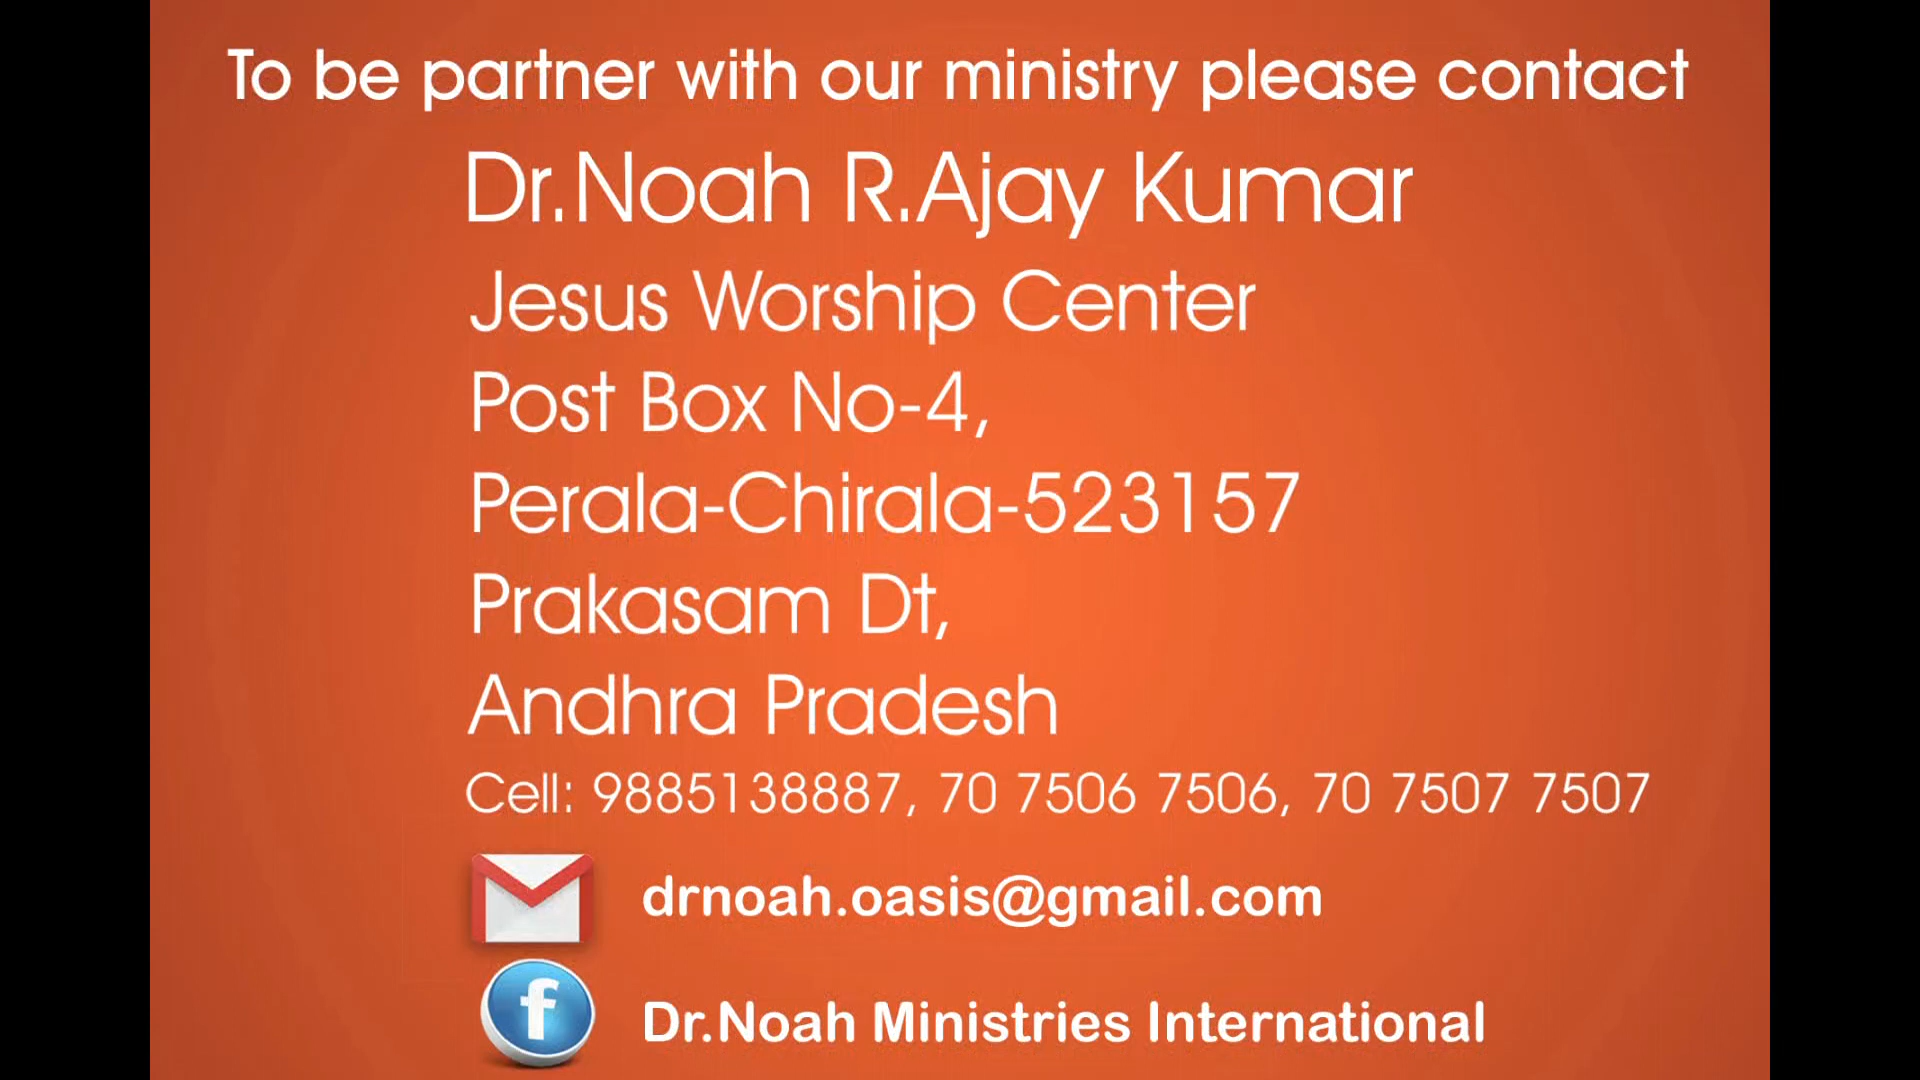 To be partner with our ministry please contact
Dr.Noah R.Ajay Kumar
Jesus Worship Center
Post Box No-4,
Perala-Chirala-523157
Prakasam Dt,
Andhra Pradesh
Cell: 9885138887, 70 7506 7506, 70 7507 7507
drnoah.oasis@gmail.com
f
Dr.Noah Ministries International